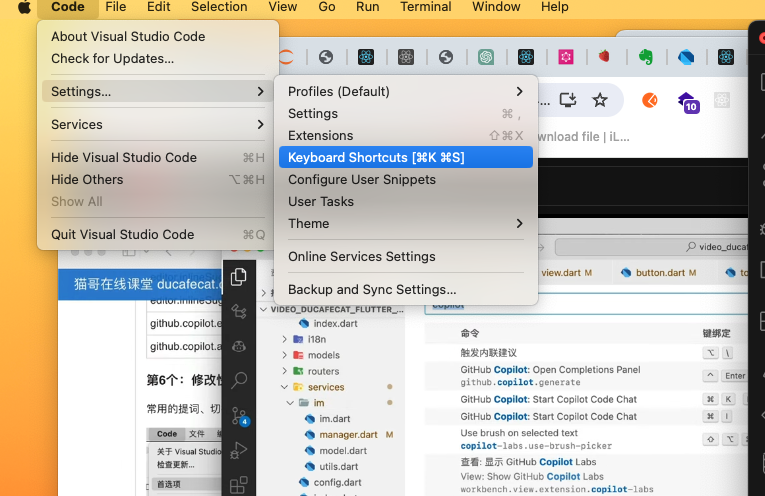 Code File Edit Selection View Go Run Terminal Window Help
About Visual Studio Code
Check for Updates...
Settings...
Services
Hide Visual Studio Code ⌘H
Hide Others ⌥⌘H
Show All
Quit Visual Studio Code ⌘Q
Profiles (Default)
Settings ⌘ ,
Extensions ⇧⌘X
Keyboard Shortcuts [⌘K ⌘S]
Configure User Snippets
User Tasks
Theme
Online Services Settings
Backup and Sync Settings...
10
wnload file | iL...
猫哥在线课堂 ducafecat.
github.copilot.e
github.copilot.a
第6个：修改
常用的提词、切
Code 文件
关于 Visual Studio
检查更新...
首选项
4
VIDEO_DUCAFECAT_FLUTTER_...
index.dart
i18n
models
routers
services
im
im.dart
manager.dart M
model.dart
utils.dart
config.dart
video_ducaf
view.dart M button.dart M
copilot
命令 键绑定
触发内联建议 ⌥ \
GitHub Copilot: Open Completions Panel ⌃ Enter
github.copilot.generate
GitHub Copilot: Start Copilot Code Chat ⌘ K
GitHub Copilot: Start Copilot Code Chat ⌘ I
Use brush on selected text ⇧ ⌥
copilot-labs.use-brush-picker
查看: 显示 GitHub Copilot Labs
View: Show GitHub Copilot Labs
workbench.view.extension.copilot-labs